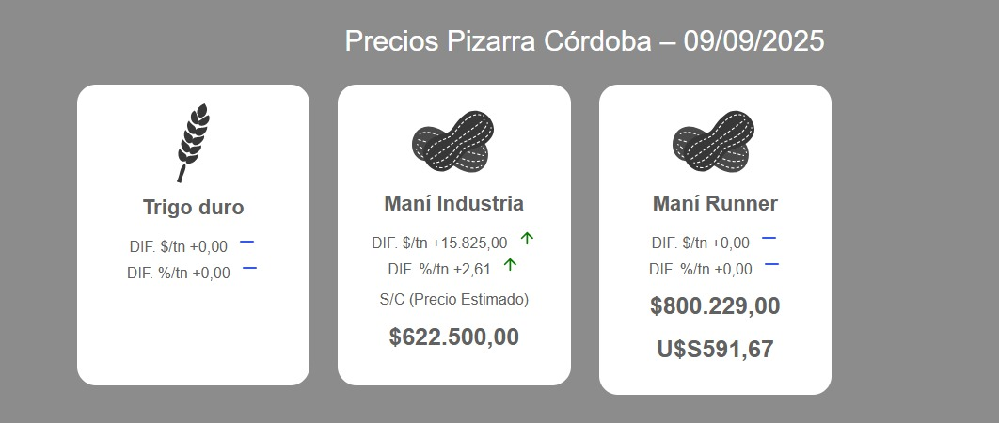 Precios Pizarra Córdoba – 09/09/2025
Trigo duro
DIF. $/tn +0,00
DIF. %/tn +0,00
Maní Industria
DIF. $/tn +15.825,00
DIF. %/tn +2,61
S/C (Precio Estimado)
$622.500,00
Maní Runner
DIF. $/tn +0,00
DIF. %/tn +0,00
$800.229,00
U$S591,67